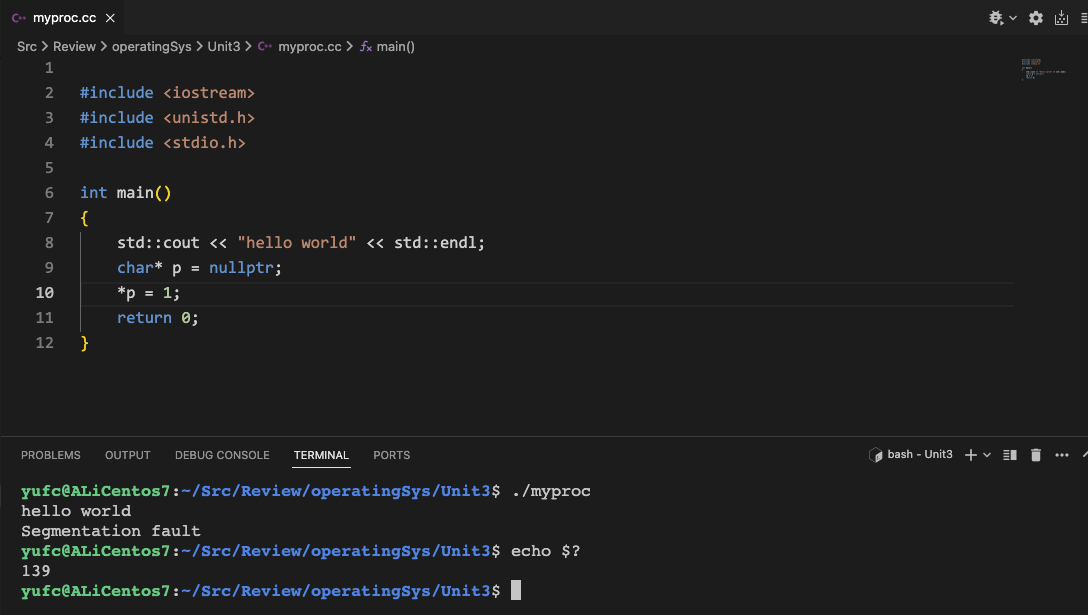 C++ myproc.cc
Src > Review > operatingSys > Unit3 > C++ myproc.cc > fx main()
1
2 #include <iostream>
3 #include <unistd.h>
4 #include <stdio.h>
5
6 int main()
7 {
8 std::cout << "hello world" << std::endl;
9 char* p = nullptr;
10 *p = 1;
11 return 0;
12 }
PROBLEMS OUTPUT DEBUG CONSOLE TERMINAL PORTS bash - Unit3
yufc@ALiCentos7:~/Src/Review/operatingSys/Unit3$ ./myproc
hello world
Segmentation fault
yufc@ALiCentos7:~/Src/Review/operatingSys/Unit3$ echo $?
139
yufc@ALiCentos7:~/Src/Review/operatingSys/Unit3$